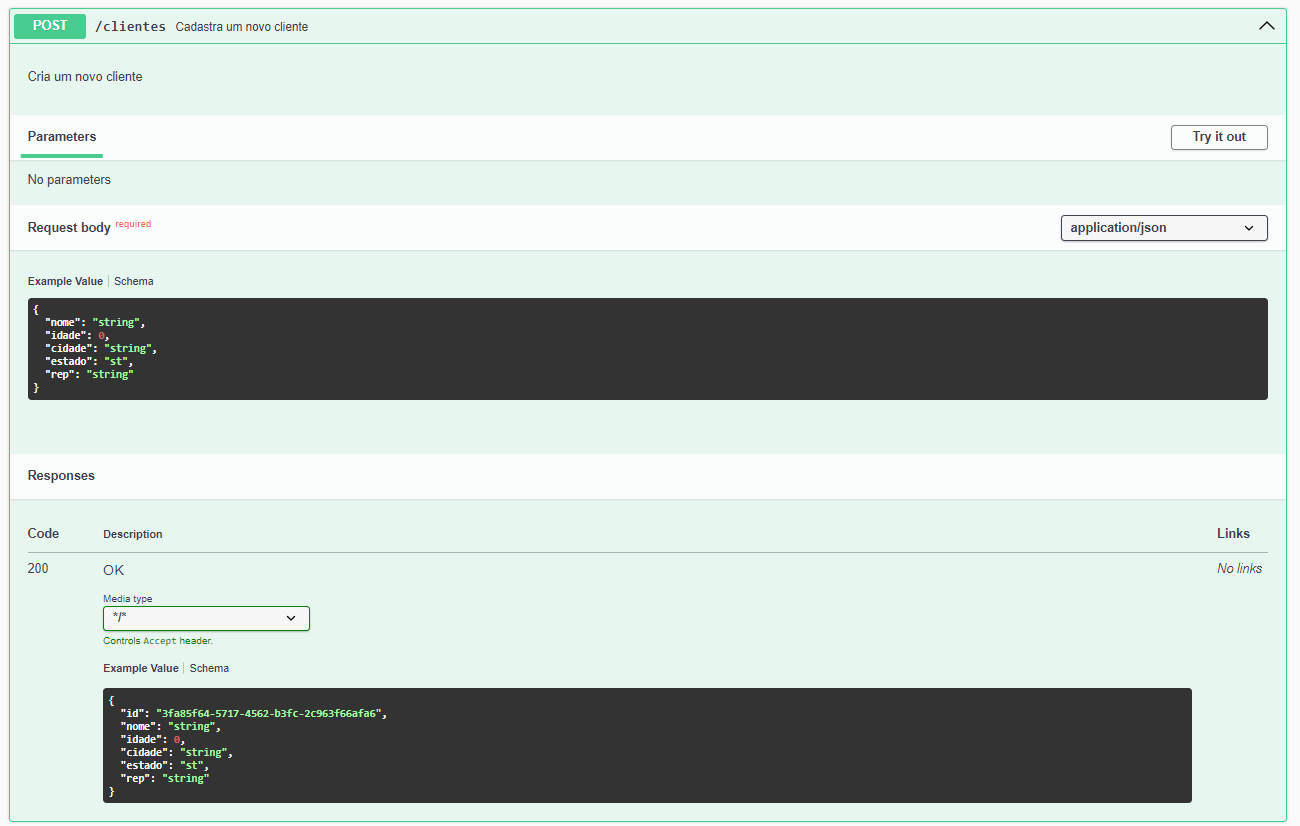 POST /clientes Cadastra um novo cliente
Cria um novo cliente
Parameters Try it out
No parameters
Request body required application/json
Example Value Schema
{
"nome": "string",
"idade": 0,
"cidade": "string",
"estado": "st",
"rep": "string"
}
Responses
Code Description Links
200 OK No links
Media type
*/*
Controls Accept header.
Example Value Schema
{
"id": "3fa85f64-5717-4562-b3fc-2c963f66afa6",
"nome": "string",
"idade": 0,
"cidade": "string",
"estado": "st",
"rep": "string"
}